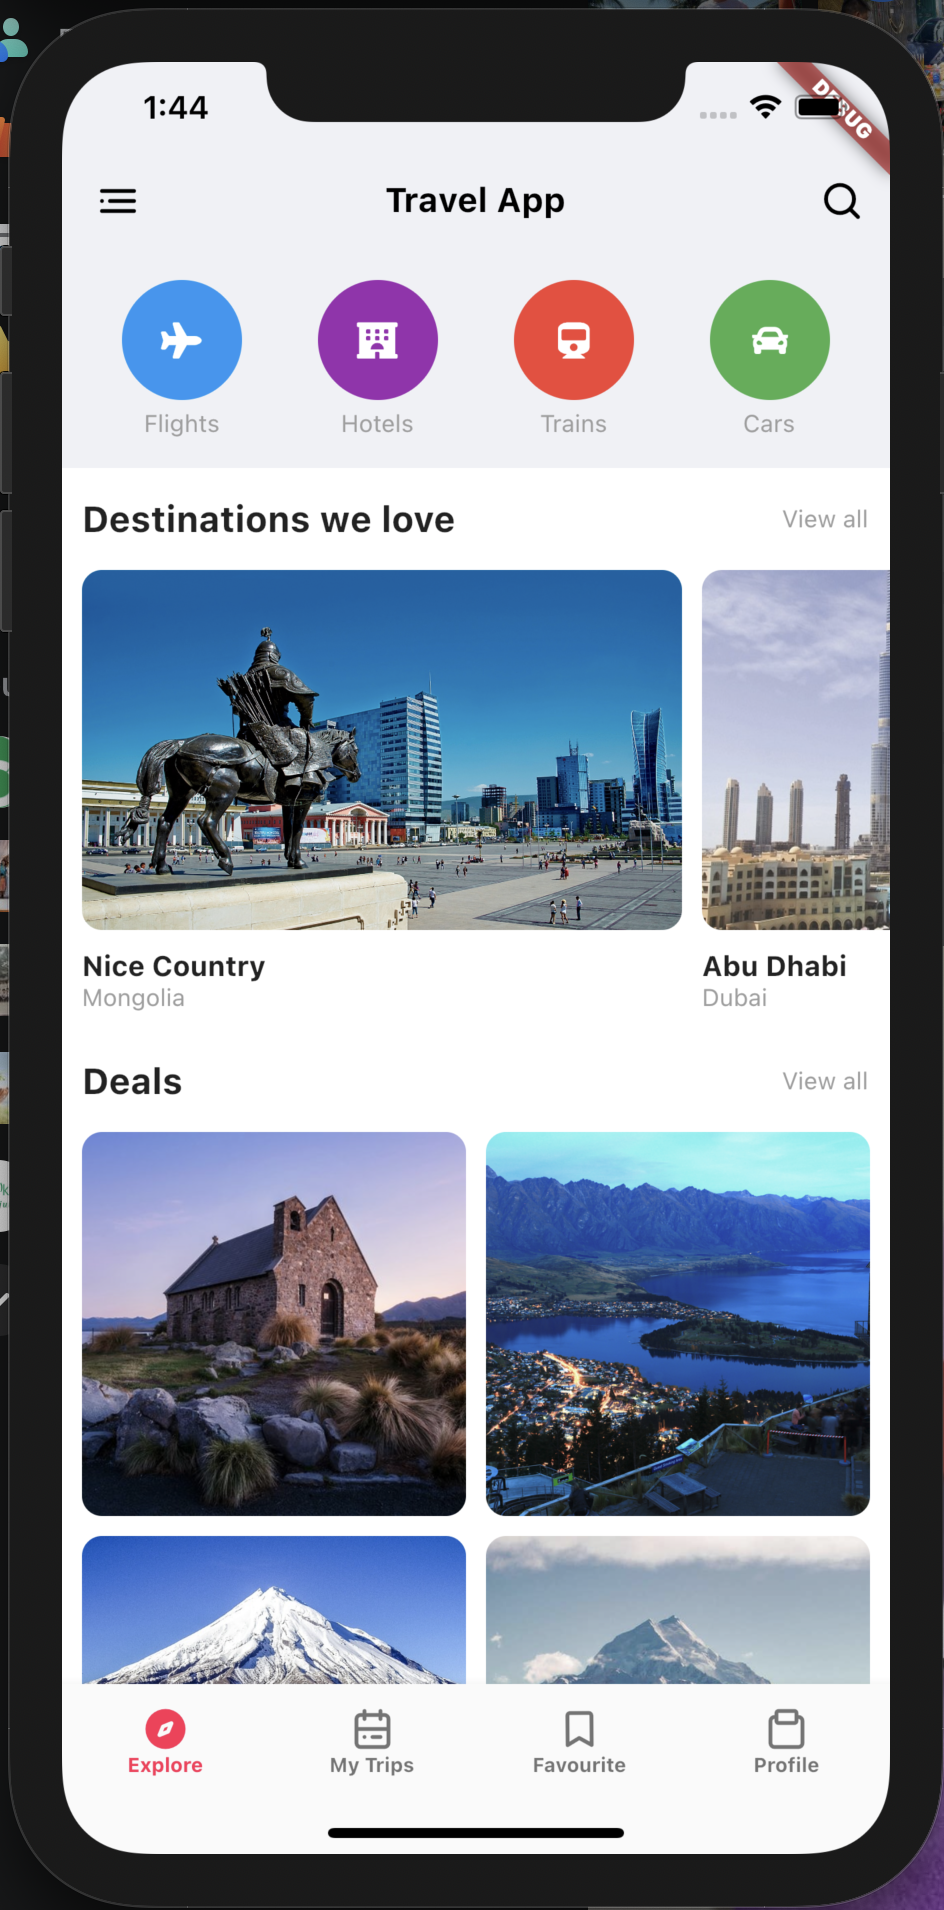 1:44
DEBUG
Travel App
Flights
Hotels
Trains
Cars
Destinations we love
View all
Nice Country
Mongolia
Abu Dhabi
Dubai
Deals
View all
Explore
My Trips
Favourite
Profile